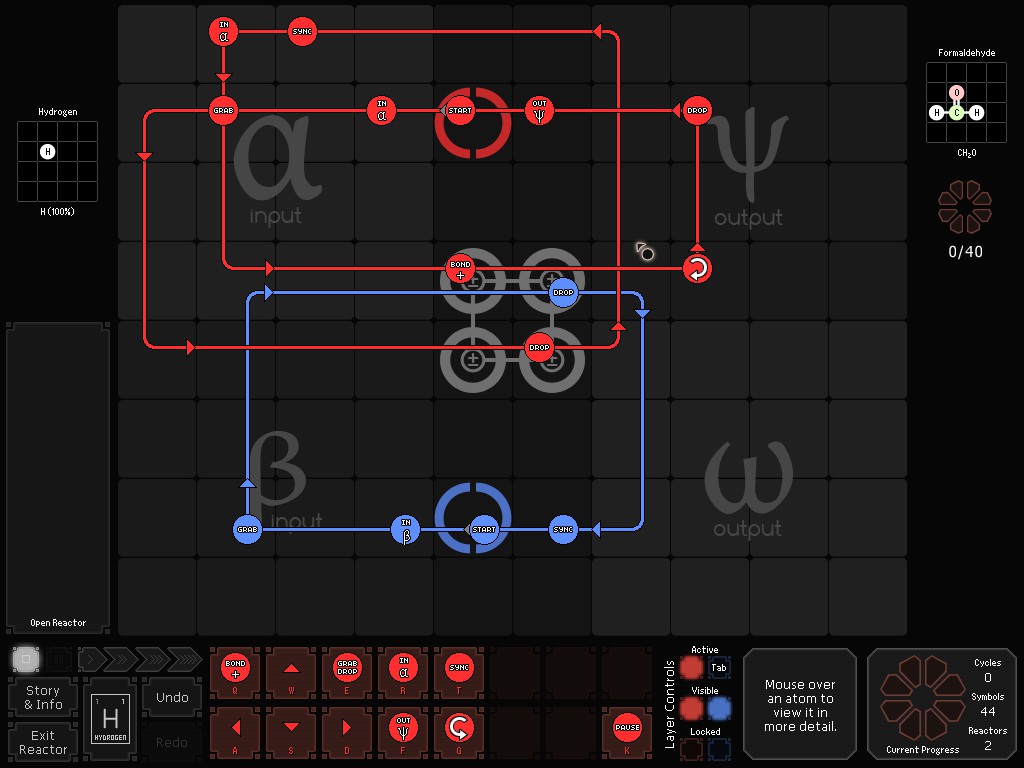 IN
α
SYNC
Formaldehyde
O
H
C
H
CH₂O
0/40
Hydrogen
H
H (100%)
GRAB
IN
α
START
OUT
Ψ
DROP
α
input
ψ
output
BOND
+
±
±
DROP
DROP
±
±
β
input
ω
output
GRAB
IN
β
START
SYNC
Open Reactor
Story
& Info
Exit
Reactor
1
1
H
HYDROGEN
Undo
Redo
BOND
+
Q
W
GRAB
DROP
E
IN
α
R
SYNC
T
A
S
D
OUT
Ψ
F
G
PAUSE
K
Layer Controls
Active
Tab
Visible
Locked
Mouse over
an atom to
view it in
more detail.
Cycles
0
Symbols
44
Reactors
2
Current Progress